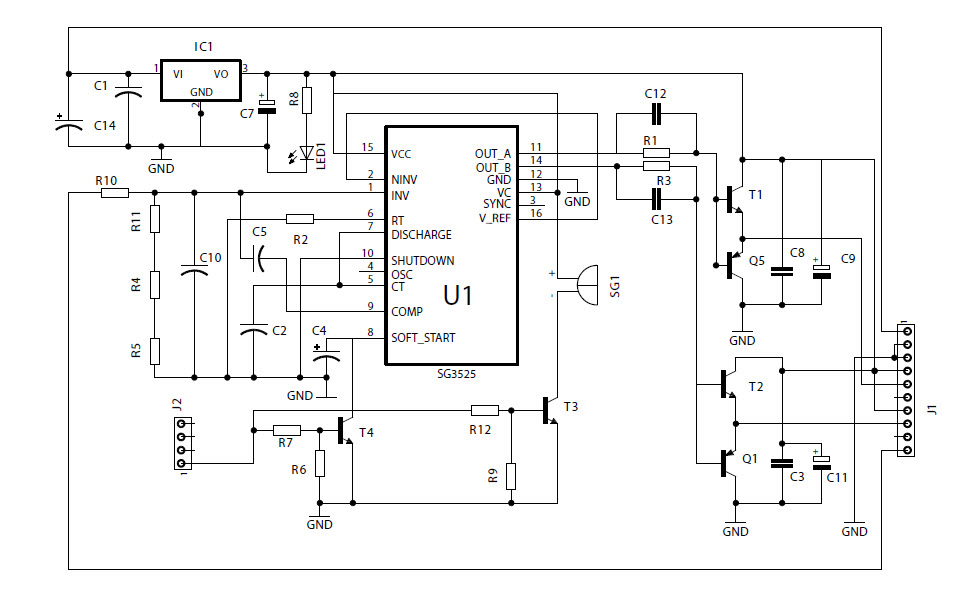 IC1
1 VI VO 3
GND
2
C1
C14
+
GND
+
C7
R8
LED1
C12
R1
R3
C13
15 VCC
2 NINV
1 INV
6 RT
7 DISCHARGE
10 SHUTDOWN
4 OSC
5 CT
9 COMP
8 SOFT_START
OUT_A 11
OUT_B 14
GND 12
VC 13
SYNC 3
V_REF 16
U1
SG3525
GND
R10
R11
R4
R5
C10
C5
R2
C2
C4
+
GND
+
-
SG1
T1
Q5
C8
+
C9
GND
T2
Q1
C3
+
C11
GND
GND
1
J1
J2
1
R7
R6
T4
R12
R9
T3
GND